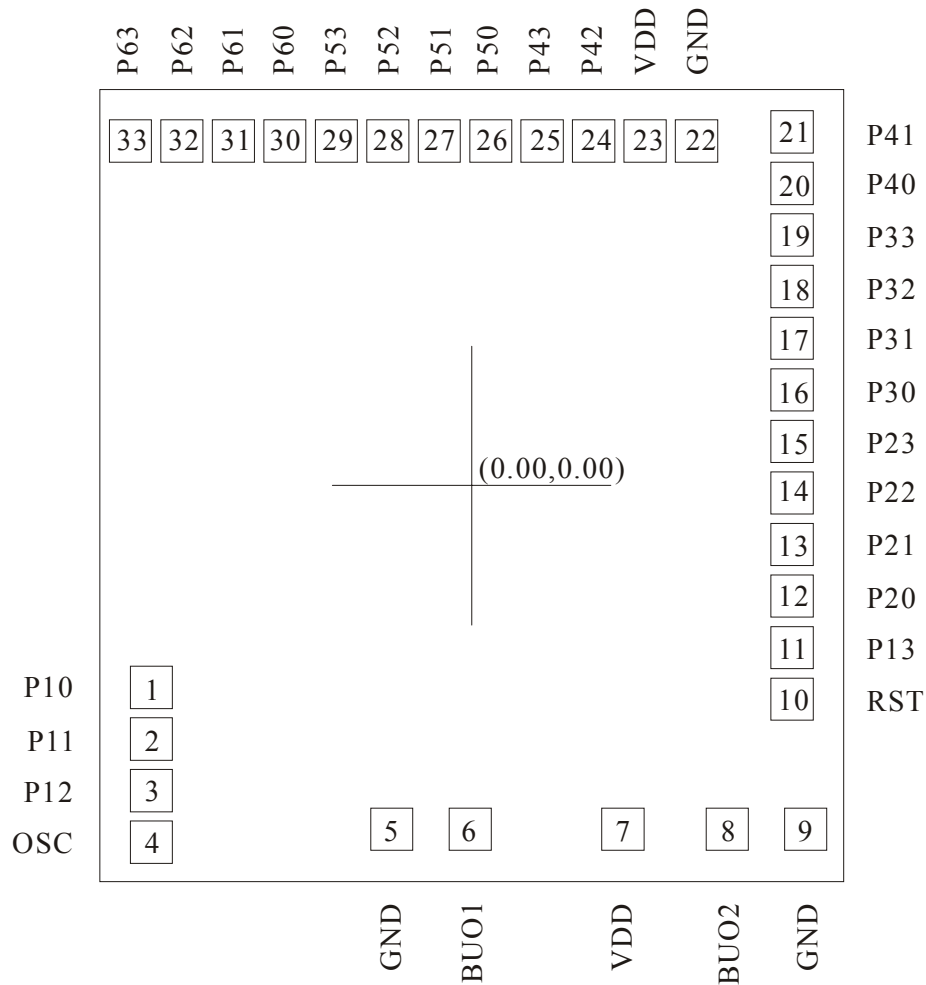 P63 P62 P61 P60 P53 P52 P51 P50 P43 P42 VDD GND
33 32 31 30 29 28 27 26 25 24 23 22
21 P41
20 P40
19 P33
18 P32
17 P31
16 P30
15 P23
(0.00,0.00)
14 P22
13 P21
12 P20
11 P13
P10 1
10 RST
P11 2
P12 3
OSC 4
5 6 7 8 9
GND BUO1 VDD BUO2 GND